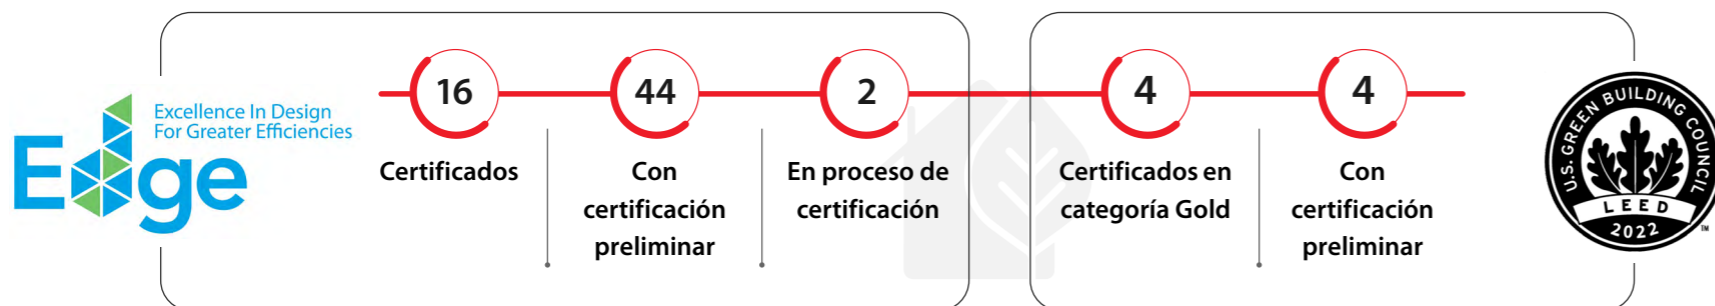 Edge
Excellence In Design
For Greater Efficiencies
16
Certificados
44
Con
certificación
preliminar
2
En proceso de
certificación
4
Certificados en
categoría Gold
4
Con
certificación
preliminar
U.S. GREEN BUILDING COUNCIL
LEED
2022
TM